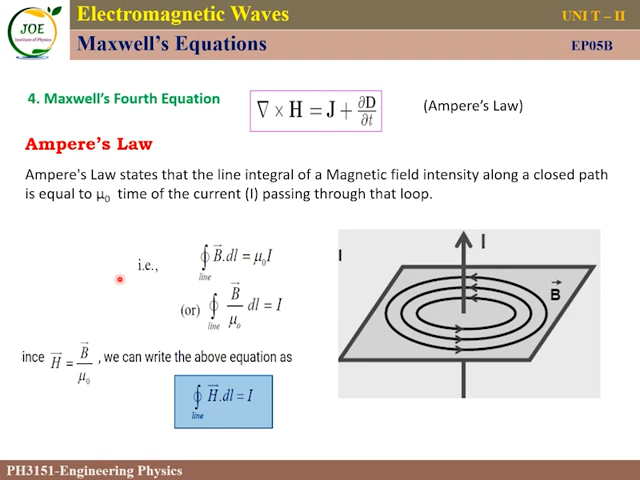 JOE
Institute of Physics
Electromagnetic Waves
UNI T – II
Maxwell's Equations
EP05B
4. Maxwell's Fourth Equation
∇ × H = J + ∂D/∂t
(Ampere's Law)
Ampere's Law
Ampere's Law states that the line integral of a Magnetic field intensity along a closed path
is equal to μ₀ time of the current (I) passing through that loop.
i.e., ∮line B⃗.dl = μ₀I
(or) ∮line B⃗/μ₀ dl = I
ince H⃗ = B⃗/μ₀ , we can write the above equation as
∮line H⃗.dl = I
I
I
B⃗
PH3151-Engineering Physics